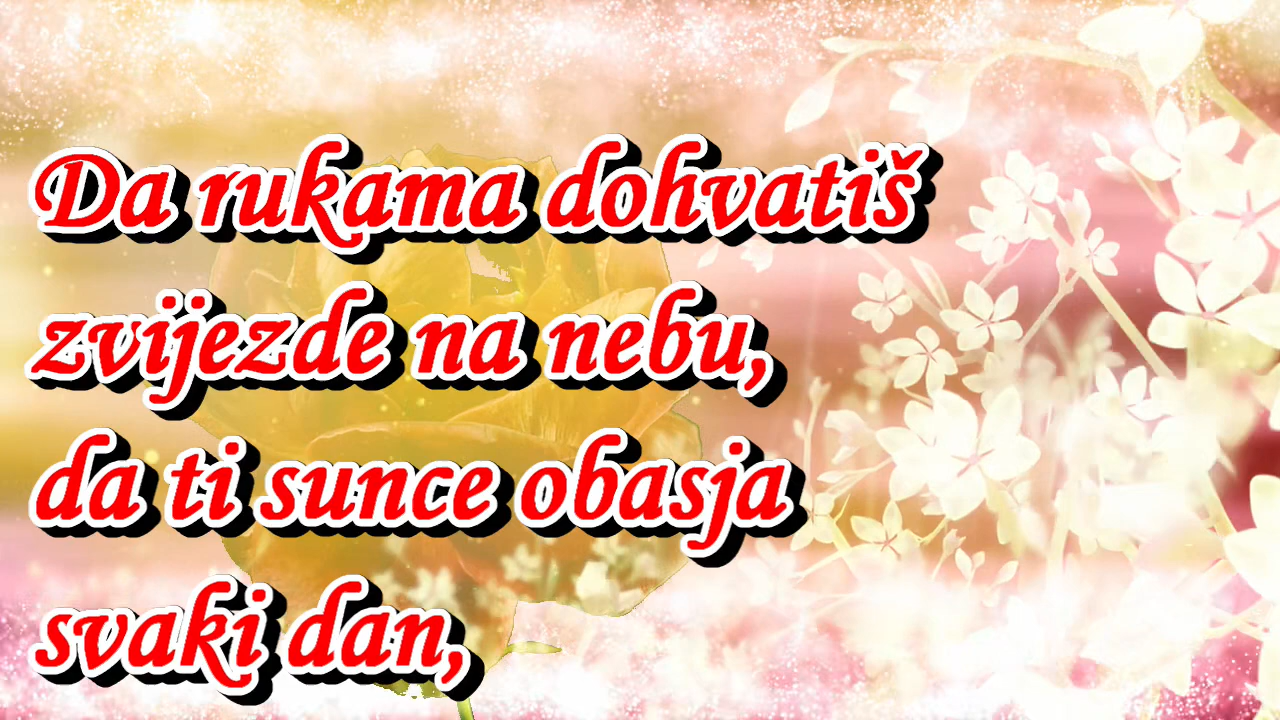 Da rukama dohvatiš
zvijezde na nebu,
da ti sunce obasja
svaki dan,